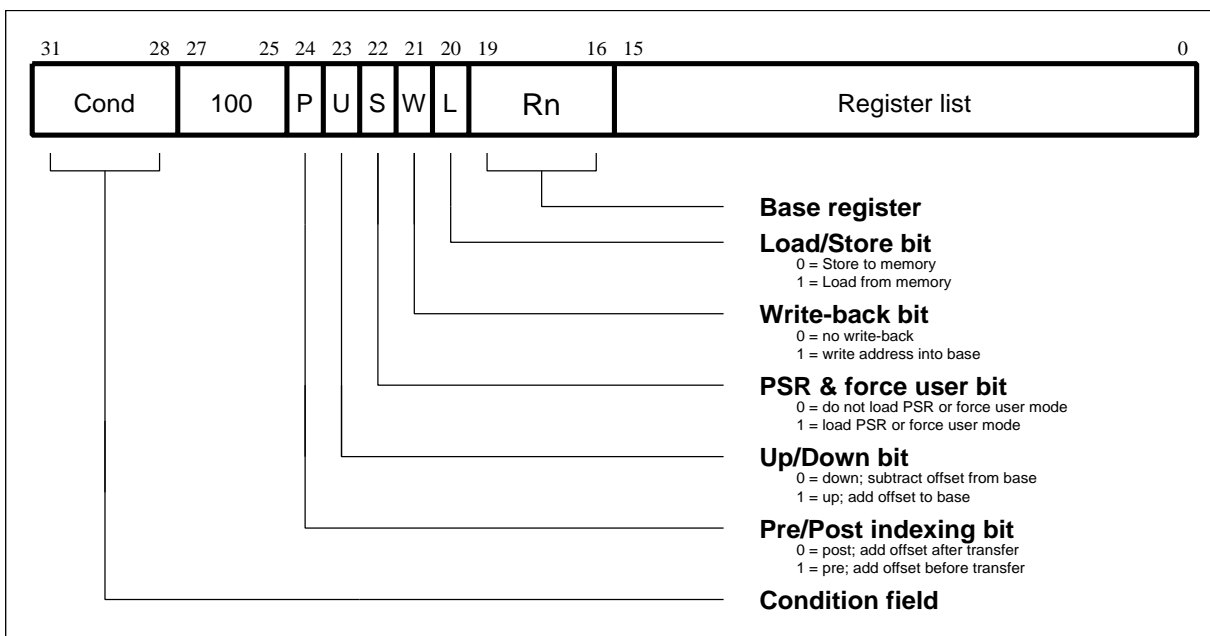 31 28 27 25 24 23 22 21 20 19 16 15 0
Cond 100 P U S W L Rn Register list
Base register
Load/Store bit
0 = Store to memory
1 = Load from memory
Write-back bit
0 = no write-back
1 = write address into base
PSR & force user bit
0 = do not load PSR or force user mode
1 = load PSR or force user mode
Up/Down bit
0 = down; subtract offset from base
1 = up; add offset to base
Pre/Post indexing bit
0 = post; add offset after transfer
1 = pre; add offset before transfer
Condition field